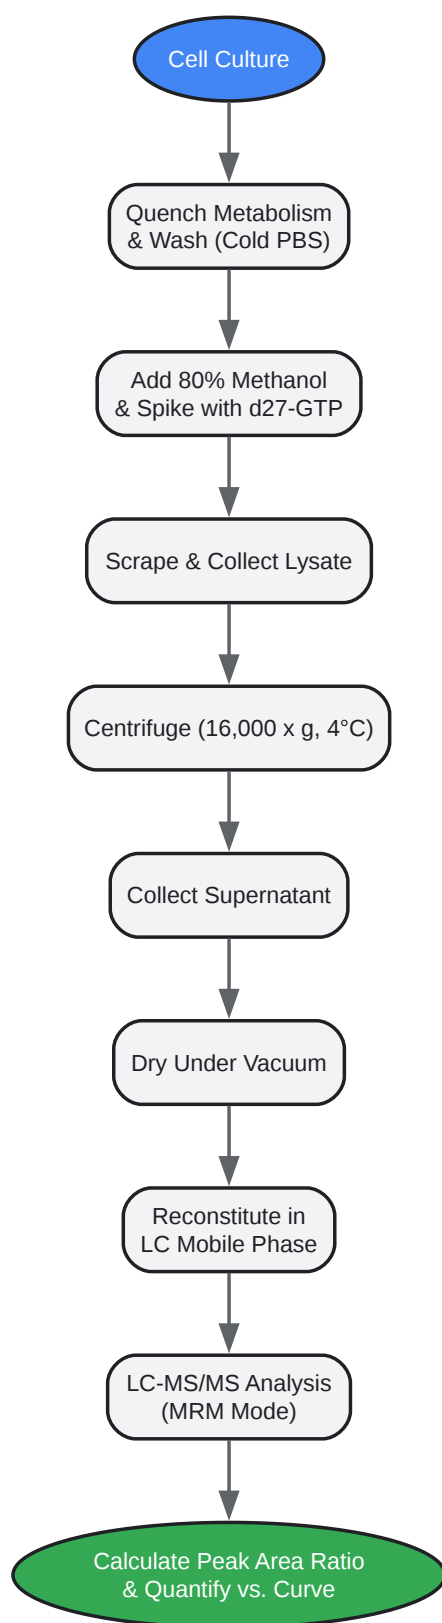 Cell Culture
Quench Metabolism
& Wash (Cold PBS)
Add 80% Methanol
& Spike with d27-GTP
Scrape & Collect Lysate
Centrifuge (16,000 x g, 4°C)
Collect Supernatant
Dry Under Vacuum
Reconstitute in
LC Mobile Phase
LC-MS/MS Analysis
(MRM Mode)
Calculate Peak Area Ratio
& Quantify vs. Curve